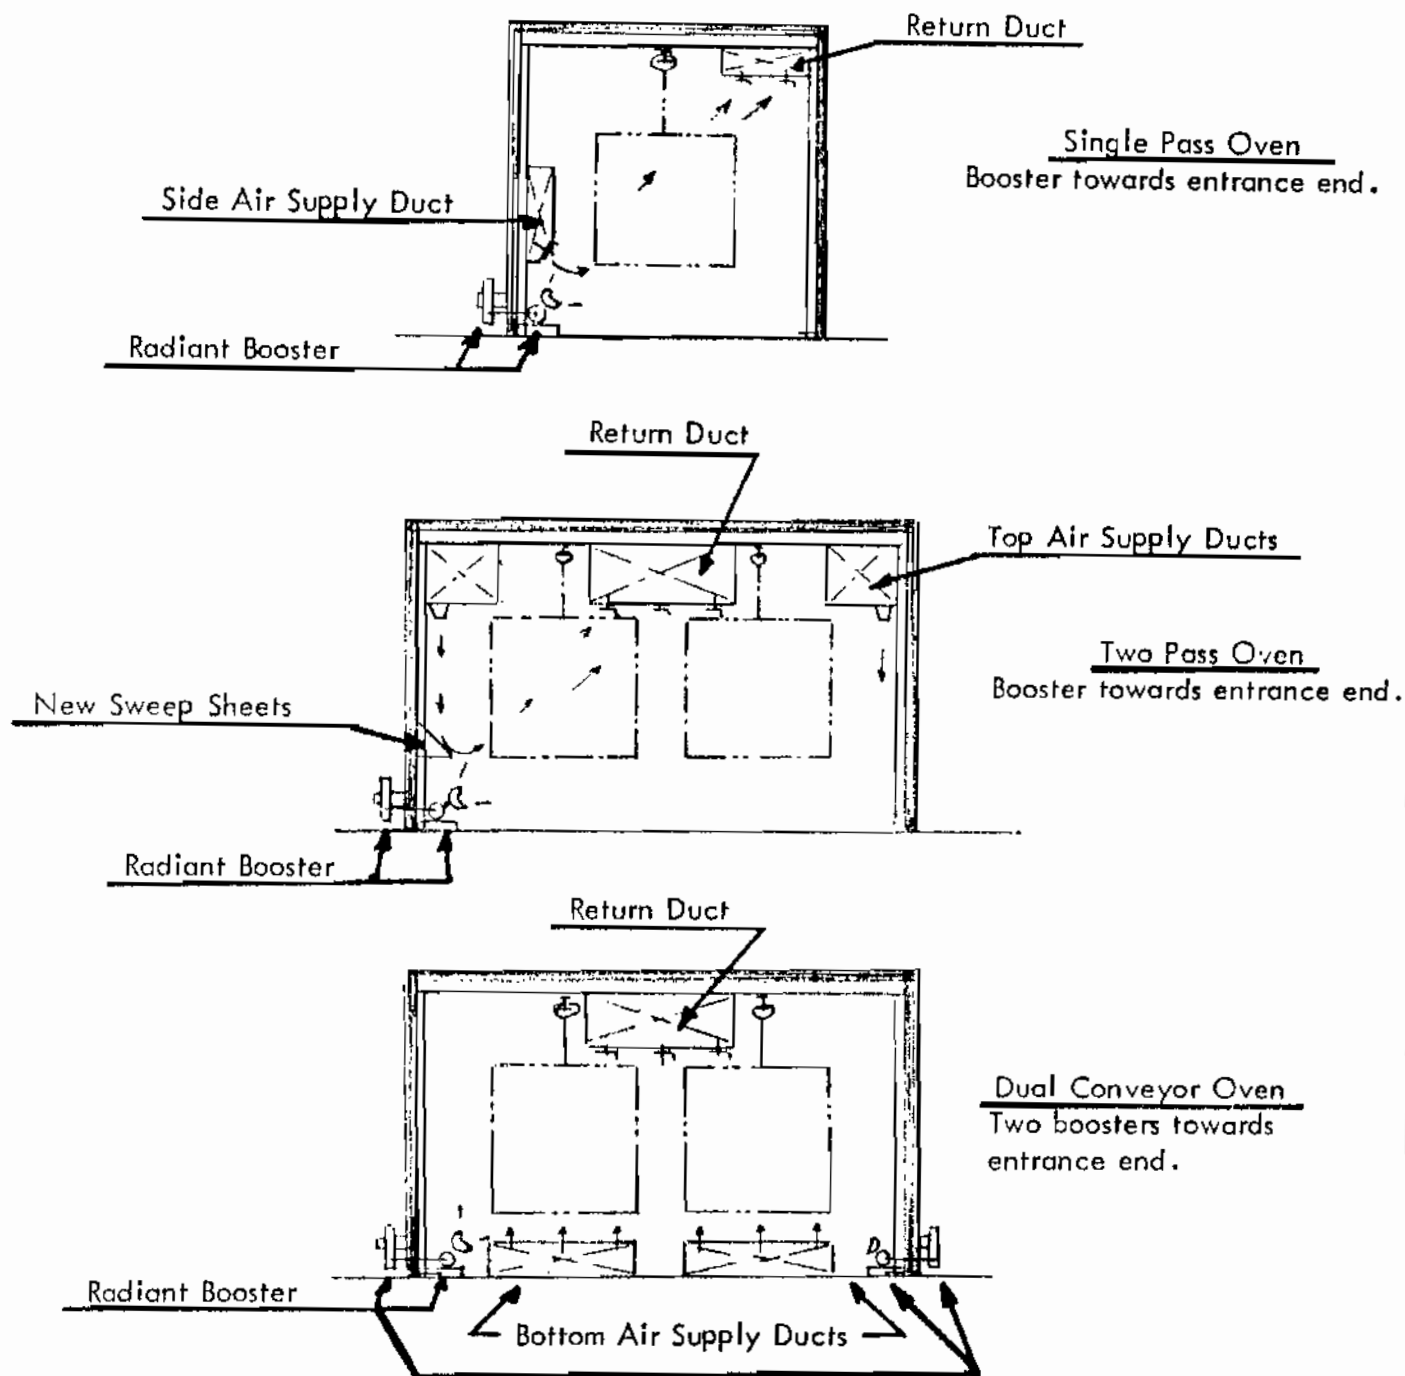 Return Duct
Single Pass Oven
Booster towards entrance end.
Side Air Supply Duct
Radiant Booster
Return Duct
Top Air Supply Ducts
Two Pass Oven
Booster towards entrance end.
New Sweep Sheets
Radiant Booster
Return Duct
Dual Conveyor Oven
Two boosters towards
entrance end.
Radiant Booster
Bottom Air Supply Ducts